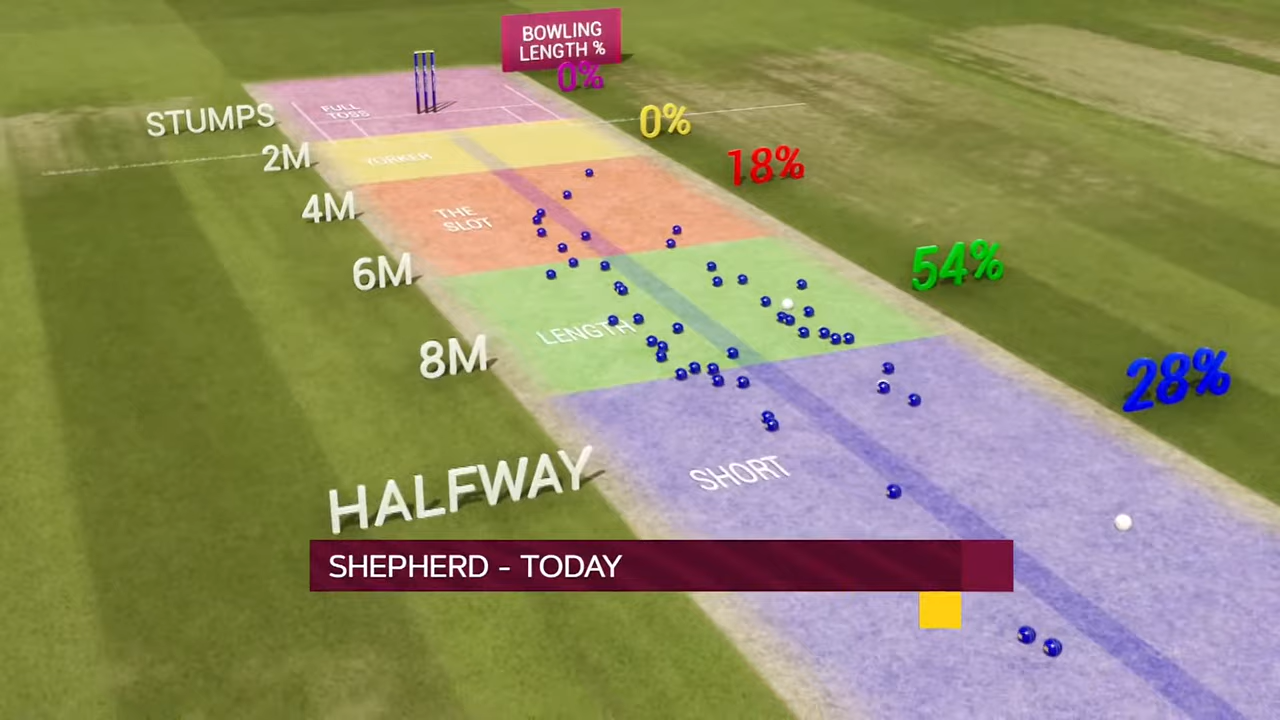 BOWLING
LENGTH %
0%
FULL
TOSS
STUMPS
0%
2M
YORKER
18%
4M
THE
SLOT
54%
6M
LENGTH
28%
8M
SHORT
HALFWAY
SHEPHERD - TODAY